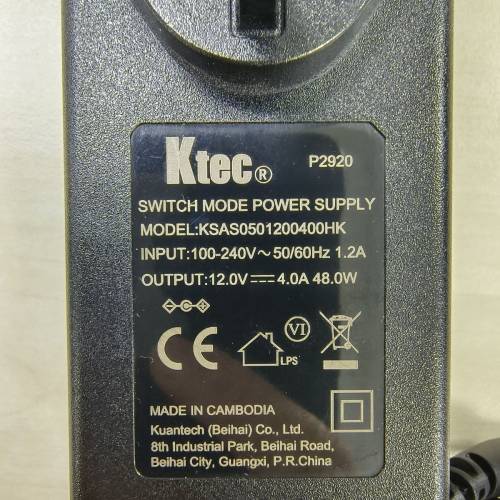 Ktec®
P2920
SWITCH MODE POWER SUPPLY
MODEL:KSAS0501200400HK
INPUT:100-240V~50/60Hz 1.2A
OUTPUT:12.0V⎓4.0A 48.0W
CE
VI
LPS
MADE IN CAMBODIA
Kuantech (Beihai) Co., Ltd.
8th Industrial Park, Beihai Road,
Beihai City, Guangxi, P.R.China